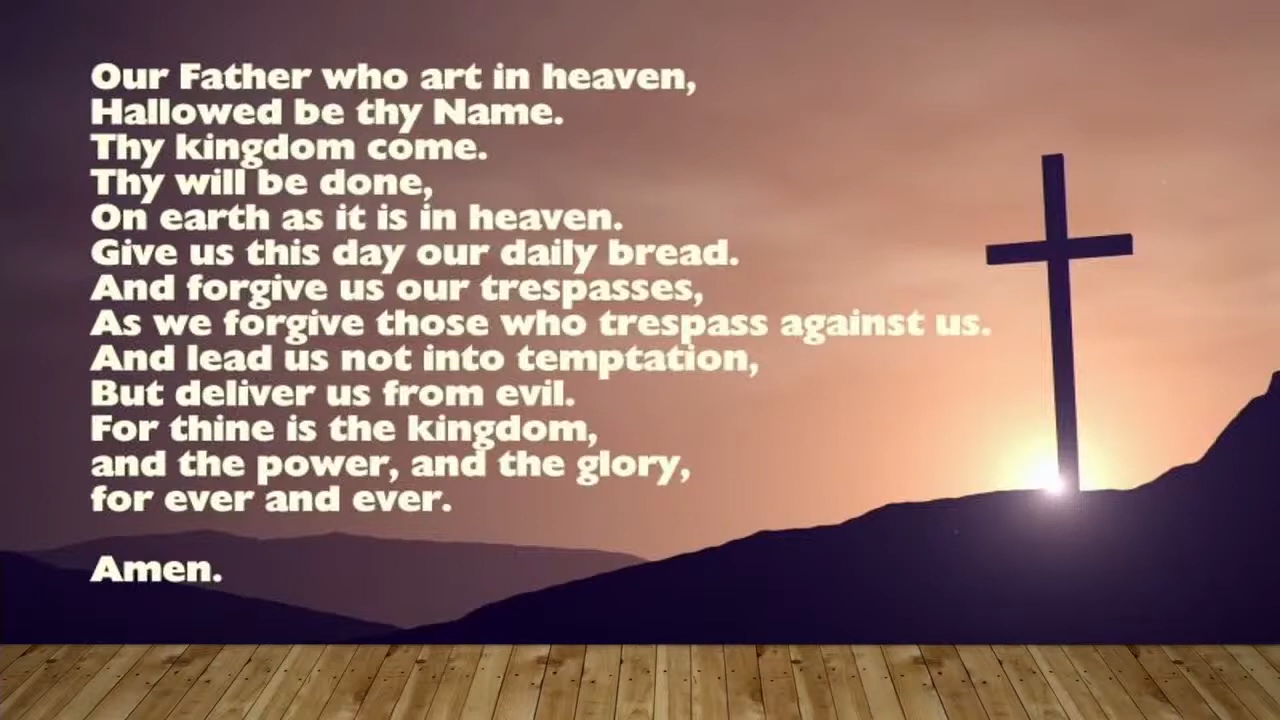 Our Father who art in heaven,
Hallowed be thy Name.
Thy kingdom come.
Thy will be done,
On earth as it is in heaven.
Give us this day our daily bread.
And forgive us our trespasses,
As we forgive those who trespass against us.
And lead us not into temptation,
But deliver us from evil.
For thine is the kingdom,
and the power, and the glory,
for ever and ever.
Amen.